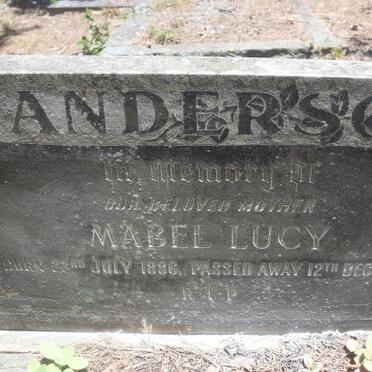 ANDERSO
In Memory of
OUR BELOVED MOTHER
MABEL LUCY
BORN 22ND JULY 1886, PASSED AWAY 12TH DEC
R.I.P